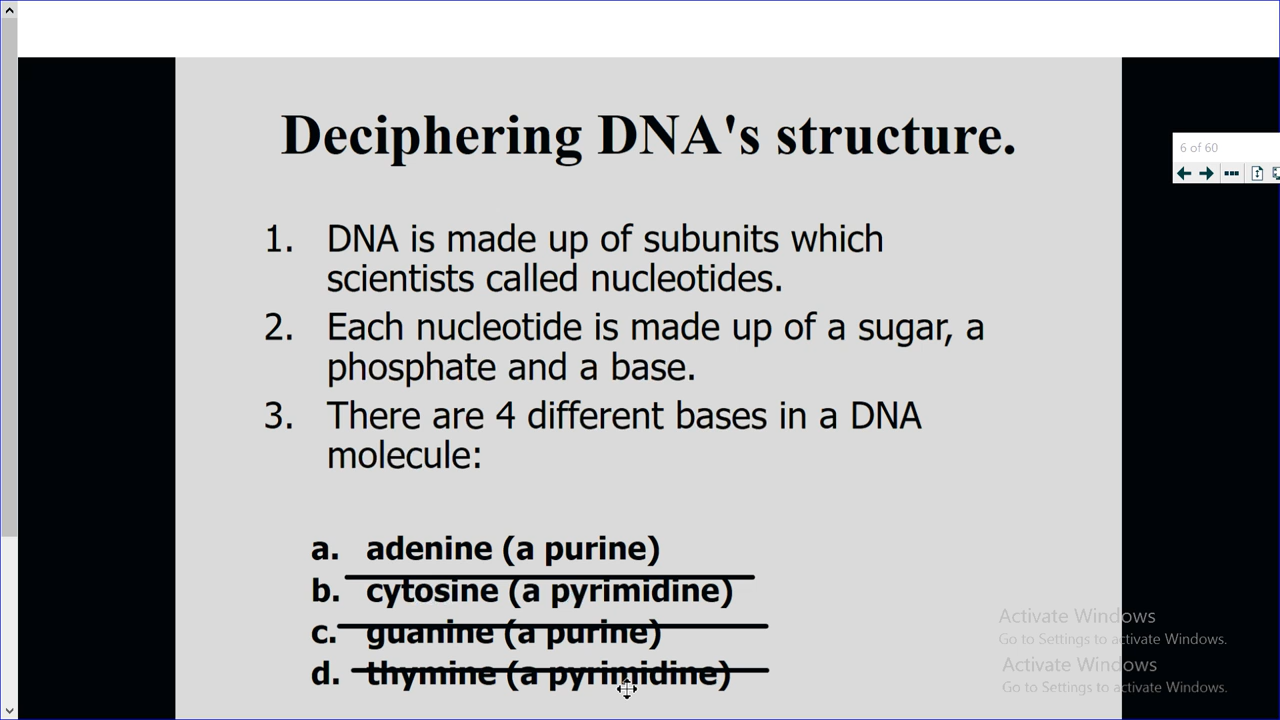 Deciphering DNA's structure.
6 of 60
1. DNA is made up of subunits which
scientists called nucleotides.
2. Each nucleotide is made up of a sugar, a
phosphate and a base.
3. There are 4 different bases in a DNA
molecule:
a. adenine (a purine)
b. cytosine (a pyrimidine)
c. guanine (a purine)
d. thymine (a pyrimidine)
Activate Windows
Go to Settings to activate Windows.
Activate Windows
Go to Settings to activate Windows.